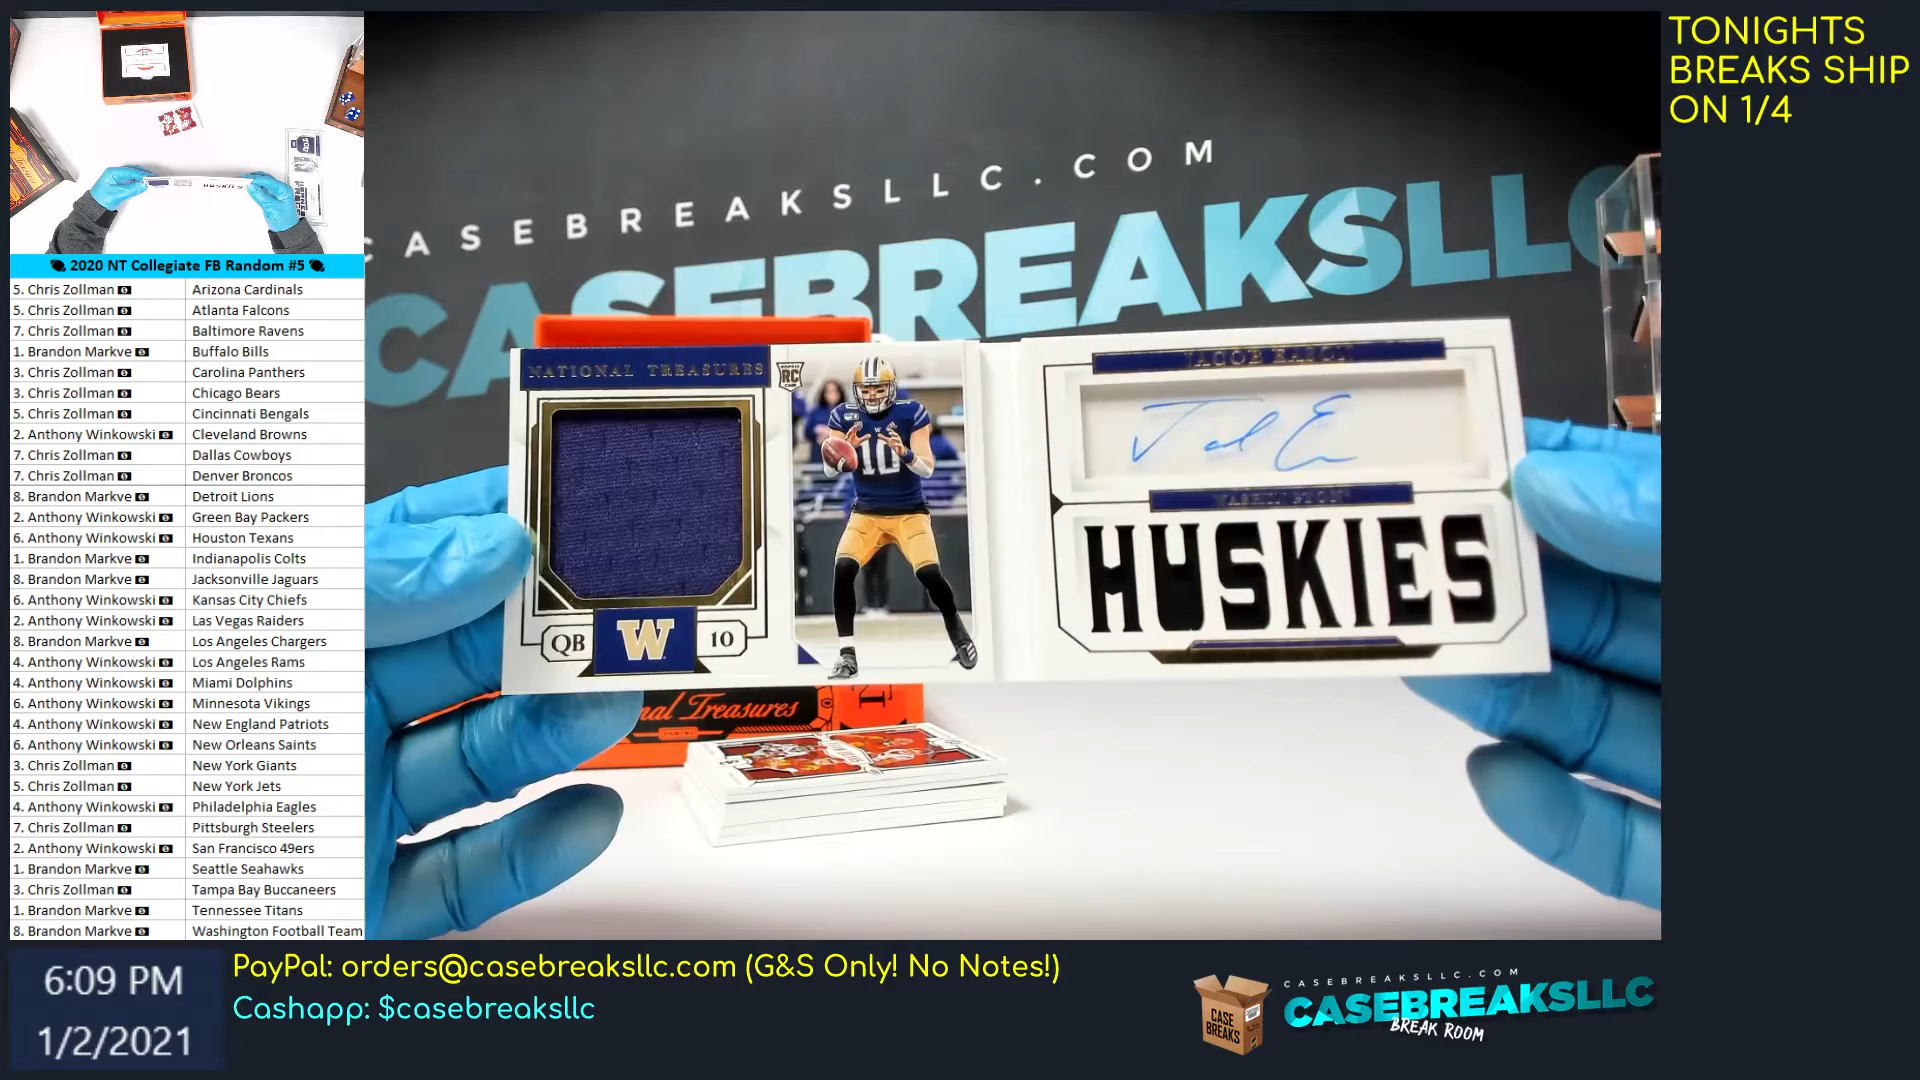 TONIGHTS
BREAKS SHIP
ON 1/4
HUSKIES
2020 NT Collegiate FB Random #5
5. Chris Zollman Arizona Cardinals
5. Chris Zollman Atlanta Falcons
7. Chris Zollman Baltimore Ravens
1. Brandon Markve Buffalo Bills
3. Chris Zollman Carolina Panthers
3. Chris Zollman Chicago Bears
5. Chris Zollman Cincinnati Bengals
2. Anthony Winkowski Cleveland Browns
7. Chris Zollman Dallas Cowboys
7. Chris Zollman Denver Broncos
8. Brandon Markve Detroit Lions
2. Anthony Winkowski Green Bay Packers
6. Anthony Winkowski Houston Texans
1. Brandon Markve Indianapolis Colts
8. Brandon Markve Jacksonville Jaguars
6. Anthony Winkowski Kansas City Chiefs
2. Anthony Winkowski Las Vegas Raiders
8. Brandon Markve Los Angeles Chargers
4. Anthony Winkowski Los Angeles Rams
4. Anthony Winkowski Miami Dolphins
6. Anthony Winkowski Minnesota Vikings
4. Anthony Winkowski New England Patriots
6. Anthony Winkowski New Orleans Saints
3. Chris Zollman New York Giants
5. Chris Zollman New York Jets
4. Anthony Winkowski Philadelphia Eagles
7. Chris Zollman Pittsburgh Steelers
2. Anthony Winkowski San Francisco 49ers
1. Brandon Markve Seattle Seahawks
3. Chris Zollman Tampa Bay Buccaneers
1. Brandon Markve Tennessee Titans
8. Brandon Markve Washington Football Team
CASEBREAKSLLC.COM
CASEBREAKSLLC
NATIONAL TREASURES
RC
JACOB EASON
10
WASHINGTON
HUSKIES
QB W 10
nal Treasures
6:09 PM
1/2/2021
PayPal: orders@casebreaksllc.com (G&S Only! No Notes!)
Cashapp: $casebreaksllc
CASE
BREAKS
CASEBREAKSLLC.COM
CASEBREAKSLLC
BREAK ROOM